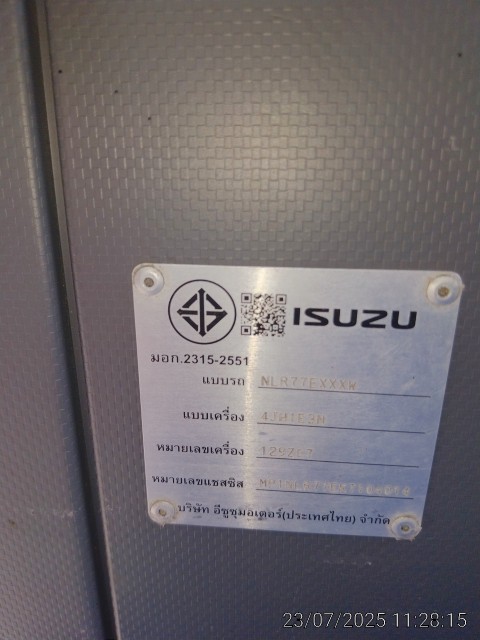 ISUZU
มอก.2315-2551
แบบรถ NLR77EXXXW
แบบเครื่อง
หมายเลขเครื่อง
หมายเลขแชสซิส
บริษัท อีซูซุมอเตอร์(ประเทศไทย) จำกัด
23/07/2025 11:28:15